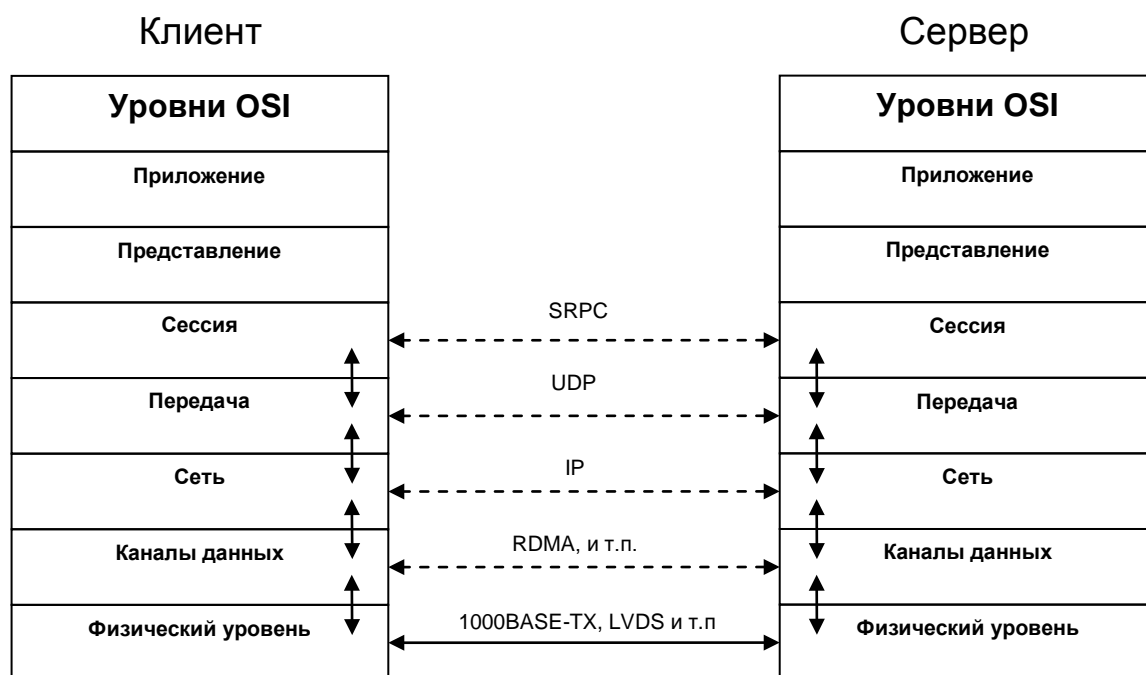 Клиент
Сервер
Уровни OSI
Уровни OSI
Приложение
Приложение
Представление
Представление
Сессия
SRPC
Сессия
Передача
UDP
Передача
Сеть
IP
Сеть
Каналы данных
RDMA, и т.п.
Каналы данных
Физический уровень
1000BASE-TX, LVDS и т.п
Физический уровень